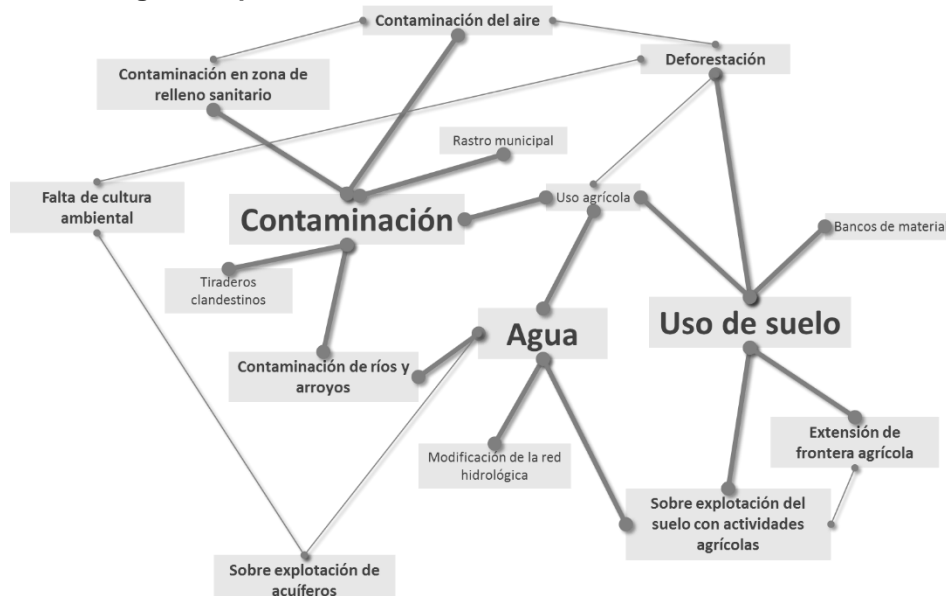 Contaminación del aire
Contaminación en zona de
relleno sanitario
Deforestación
Rastro municipal
Falta de cultura
ambiental
Contaminación
Uso agrícola
Bancos de material
Tiraderos
clandestinos
Agua
Uso de suelo
Contaminación de ríos y
arroyos
Modificación de la red
hidrológica
Extensión de
frontera agrícola
Sobre explotación del
suelo con actividades
agrícolas
Sobre explotación de
acuíferos